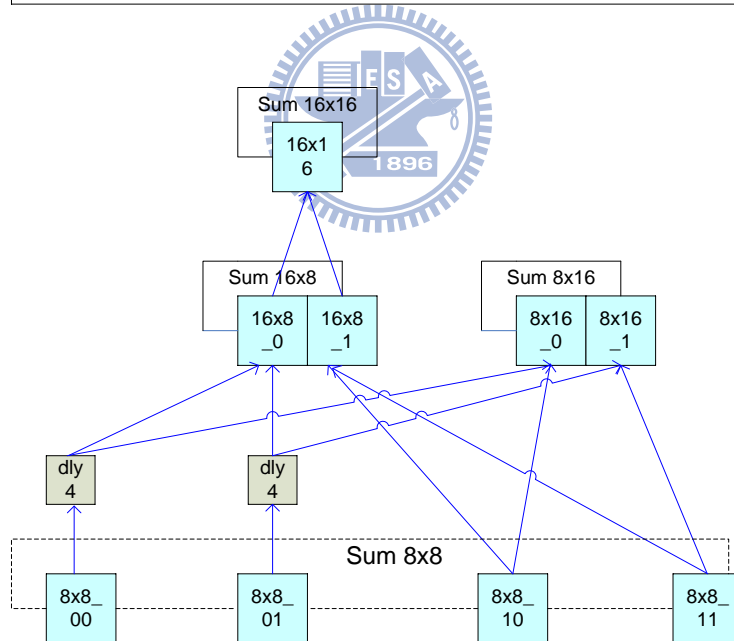 E S A
Sum 16x16
16x1
6
1896
Sum 16x8
Sum 8x16
16x8
_0
16x8
_1
8x16
_0
8x16
_1
dly
4
dly
4
Sum 8x8
8x8_
00
8x8_
01
8x8_
10
8x8_
11